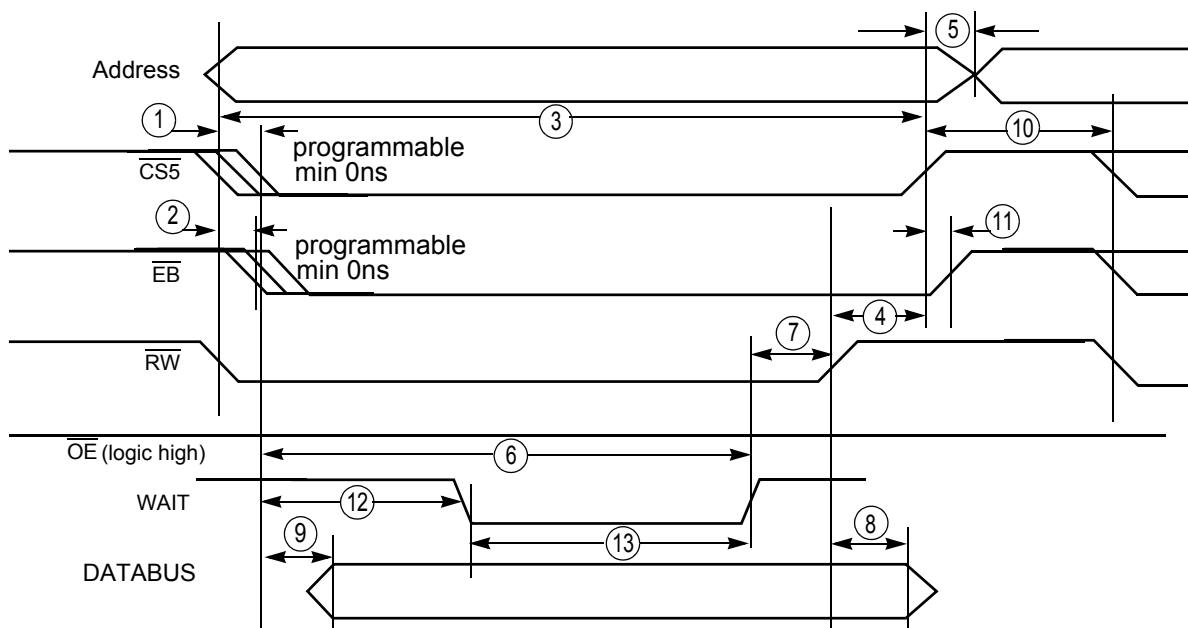 5
Address
1
3
10
programmable
min 0ns
CS5
2
11
programmable
min 0ns
EB
4
7
RW
OE (logic high)
6
WAIT
12
13
9
8
DATABUS